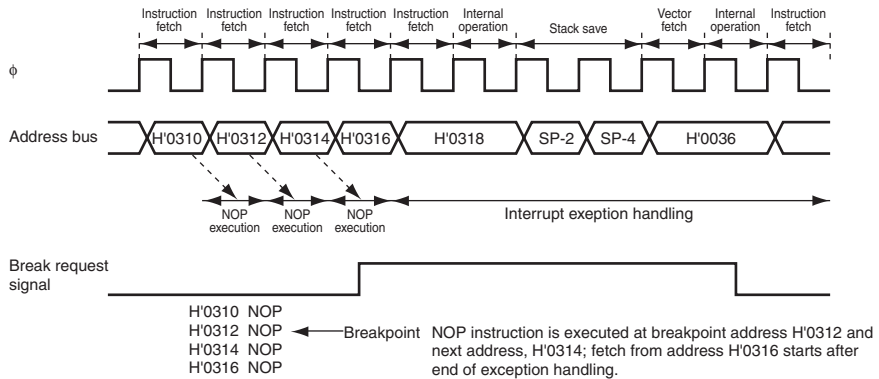 Instruction fetch
Instruction fetch
Instruction fetch
Instruction fetch
Instruction fetch
Internal operation
Stack save
Vector fetch
Internal operation
Instruction fetch
φ
Address bus
H'0310
H'0312
H'0314
H'0316
H'0318
SP-2
SP-4
H'0036
NOP execution
NOP execution
NOP execution
Interrupt exeption handling
Break request
signal
H'0310 NOP
H'0312 NOP
H'0314 NOP
H'0316 NOP
Breakpoint
NOP instruction is executed at breakpoint address H'0312 and
next address, H'0314; fetch from address H'0316 starts after
end of exception handling.